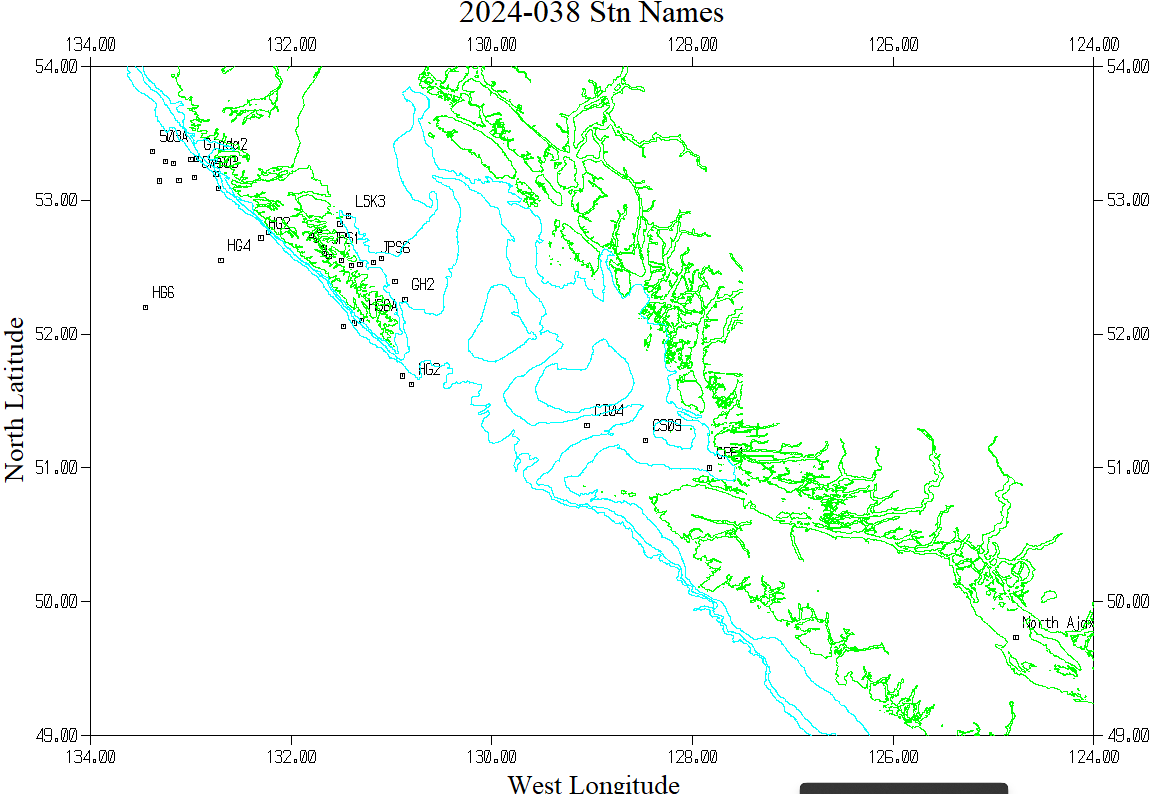 2024-038 Stn Names
134.00 132.00 130.00 128.00 126.00 124.00
54.00 54.00
503A
53.00 53.00
L5K3
HG2
JPS1
HG4
JPS6
GH2
HG6
52.00 52.00
HG2
CI04
CS09
51.00 51.00
50.00 50.00
North Ajax
49.00 49.00
134.00 132.00 130.00 128.00 126.00 124.00
West Longitude
North Latitude